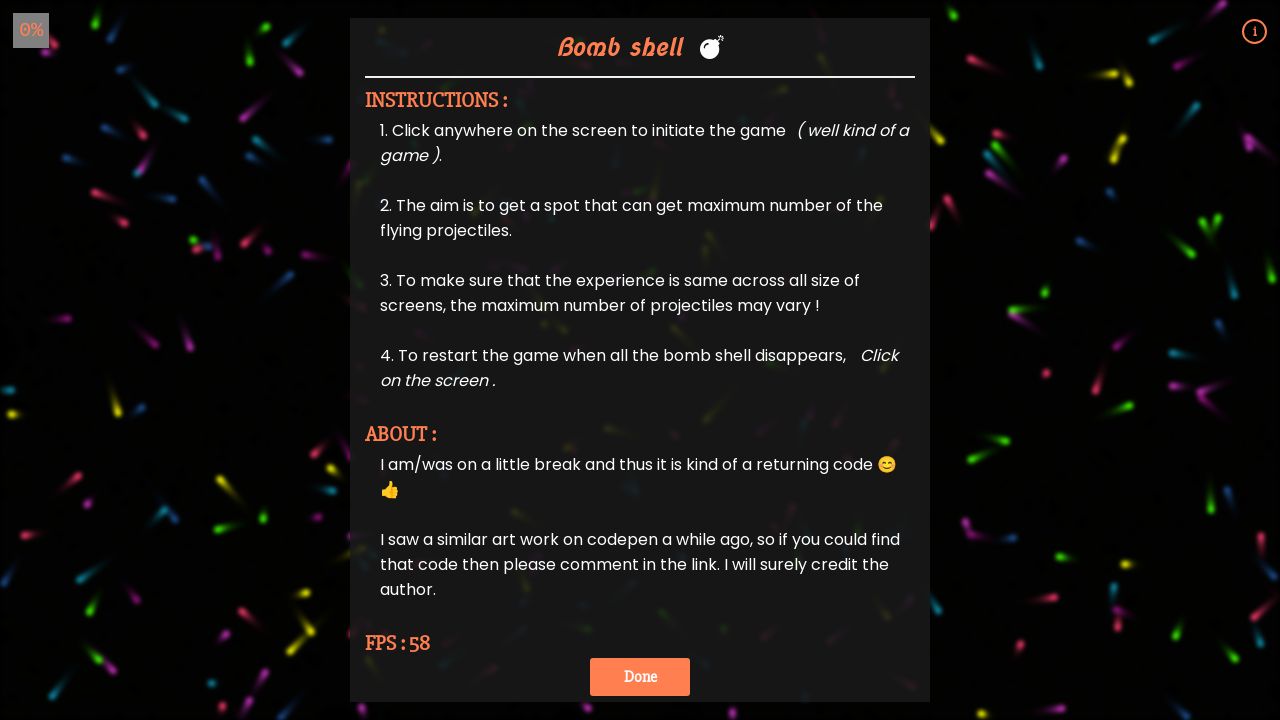 0%
Bomb shell 💣
i
INSTRUCTIONS :
1. Click anywhere on the screen to initiate the game ( well kind of a
game ).
2. The aim is to get a spot that can get maximum number of the
flying projectiles.
3. To make sure that the experience is same across all size of
screens, the maximum number of projectiles may vary !
4. To restart the game when all the bomb shell disappears, Click
on the screen .
ABOUT :
I am/was on a little break and thus it is kind of a returning code 😊
👍
I saw a similar art work on codepen a while ago, so if you could find
that code then please comment in the link. I will surely credit the
author.
FPS : 58
Done